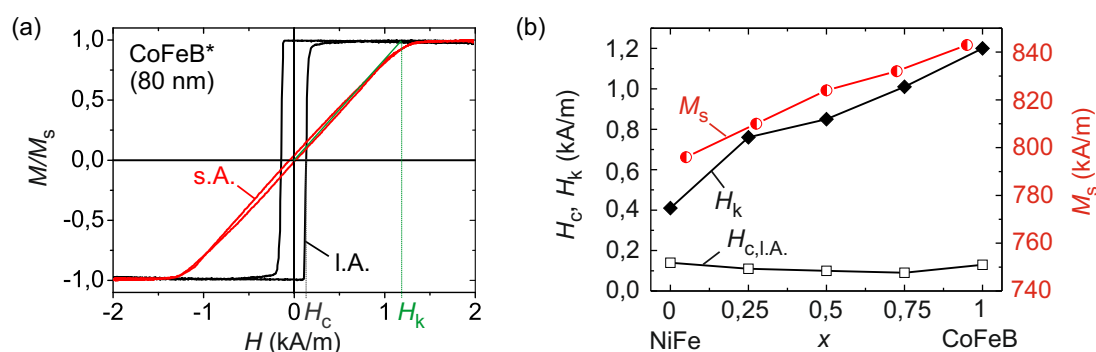 (a)
CoFeB*
(80 nm)
M/Ms
1,0
0,5
0,0
-0,5
-1,0
s.A.
l.A.
-2
-1
0
Hc
1
Hk
2
H (kA/m)
(b)
Hc, Hk (kA/m)
1,2
1,0
0,8
0,6
0,4
0,2
0,0
Ms
Hk
Hc,l.A.
840
820
800
780
760
740
Ms (kA/m)
0
0,25
0,5
0,75
1
NiFe
x
CoFeB